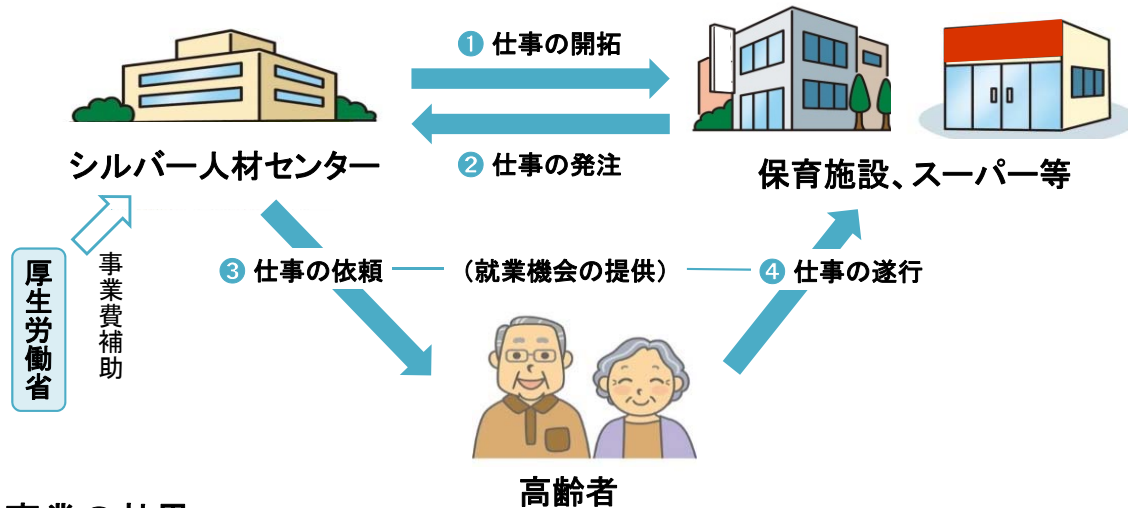 ❶ 仕事の開拓
❷ 仕事の発注
シルバー人材センター
保育施設、スーパー等
厚生労働省
事業費補助
❸ 仕事の依頼
(就業機会の提供)
❹ 仕事の遂行
高齢者